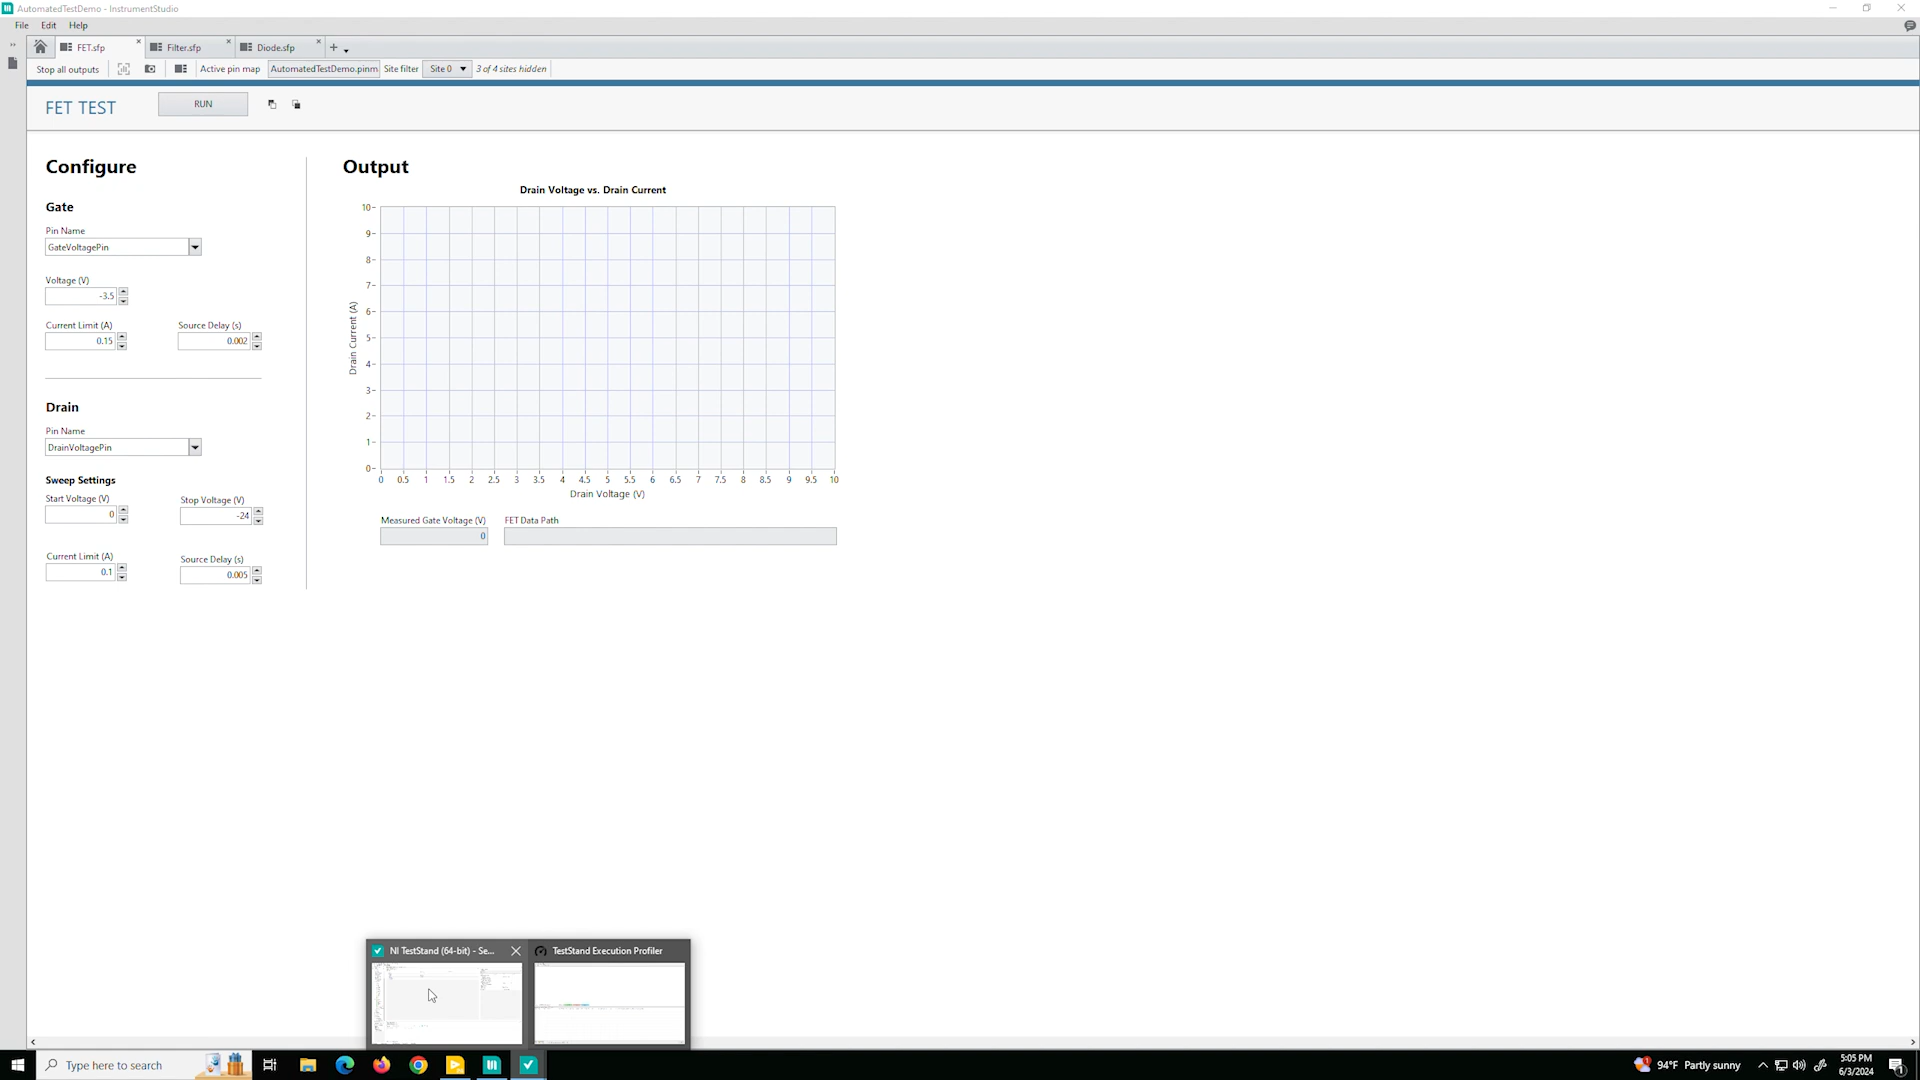 AutomatedTestDemo - InstrumentStudio
File Edit Help
FET.sfp Filter.sfp Diode.sfp
Stop all outputs Active pin map AutomatedTestDemo.pinm Site filter Site 0 3 of 4 sites hidden
FET TEST RUN
Configure
Gate
Pin Name
GateVoltagePin
Voltage (V)
-3.5
Current Limit (A) Source Delay (s)
0.15 0.002
Drain
Pin Name
DrainVoltagePin
Sweep Settings
Start Voltage (V) Stop Voltage (V)
0 -24
Current Limit (A) Source Delay (s)
0.1 0.005
Output
Drain Voltage vs. Drain Current
10
9
8
7
6
5
4
3
2
1
0
Drain Current (A)
0 0.5 1 1.5 2 2.5 3 3.5 4 4.5 5 5.5 6 6.5 7 7.5 8 8.5 9 9.5 10
Drain Voltage (V)
Measured Gate Voltage (V) FET Data Path
0
NI TestStand (64-bit) - Se... TestStand Execution Profiler
Type here to search
94°F Partly sunny
5:05 PM
6/3/2024